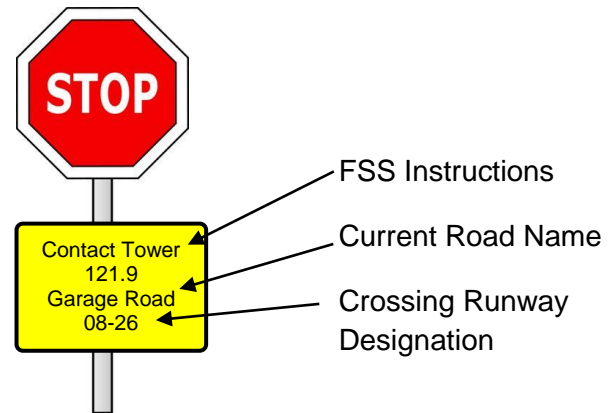 STOP
Contact Tower
121.9
Garage Road
08-26
FSS Instructions
Current Road Name
Crossing Runway
Designation